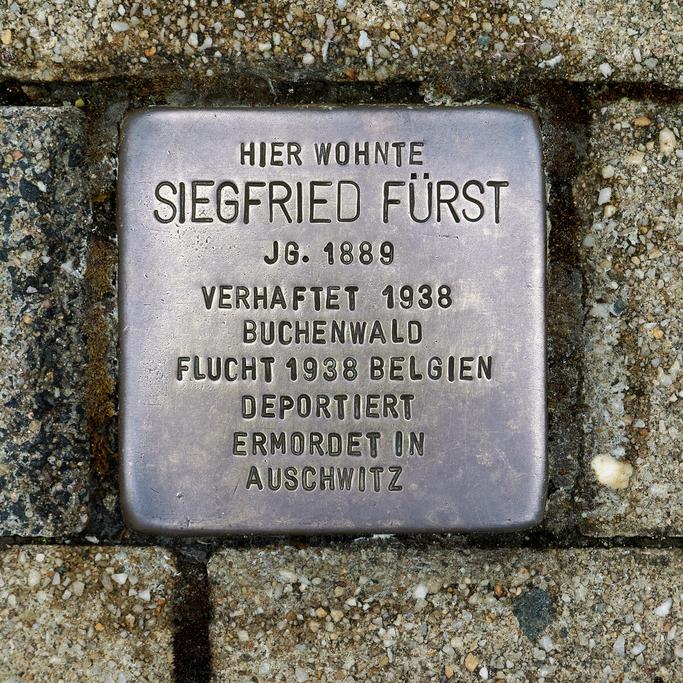 HIER WOHNTE
SIEGFRIED FÜRST
JG. 1889
VERHAFTET 1938
BUCHENWALD
FLUCHT 1938 BELGIEN
DEPORTIERT
ERMORDET IN
AUSCHWITZ